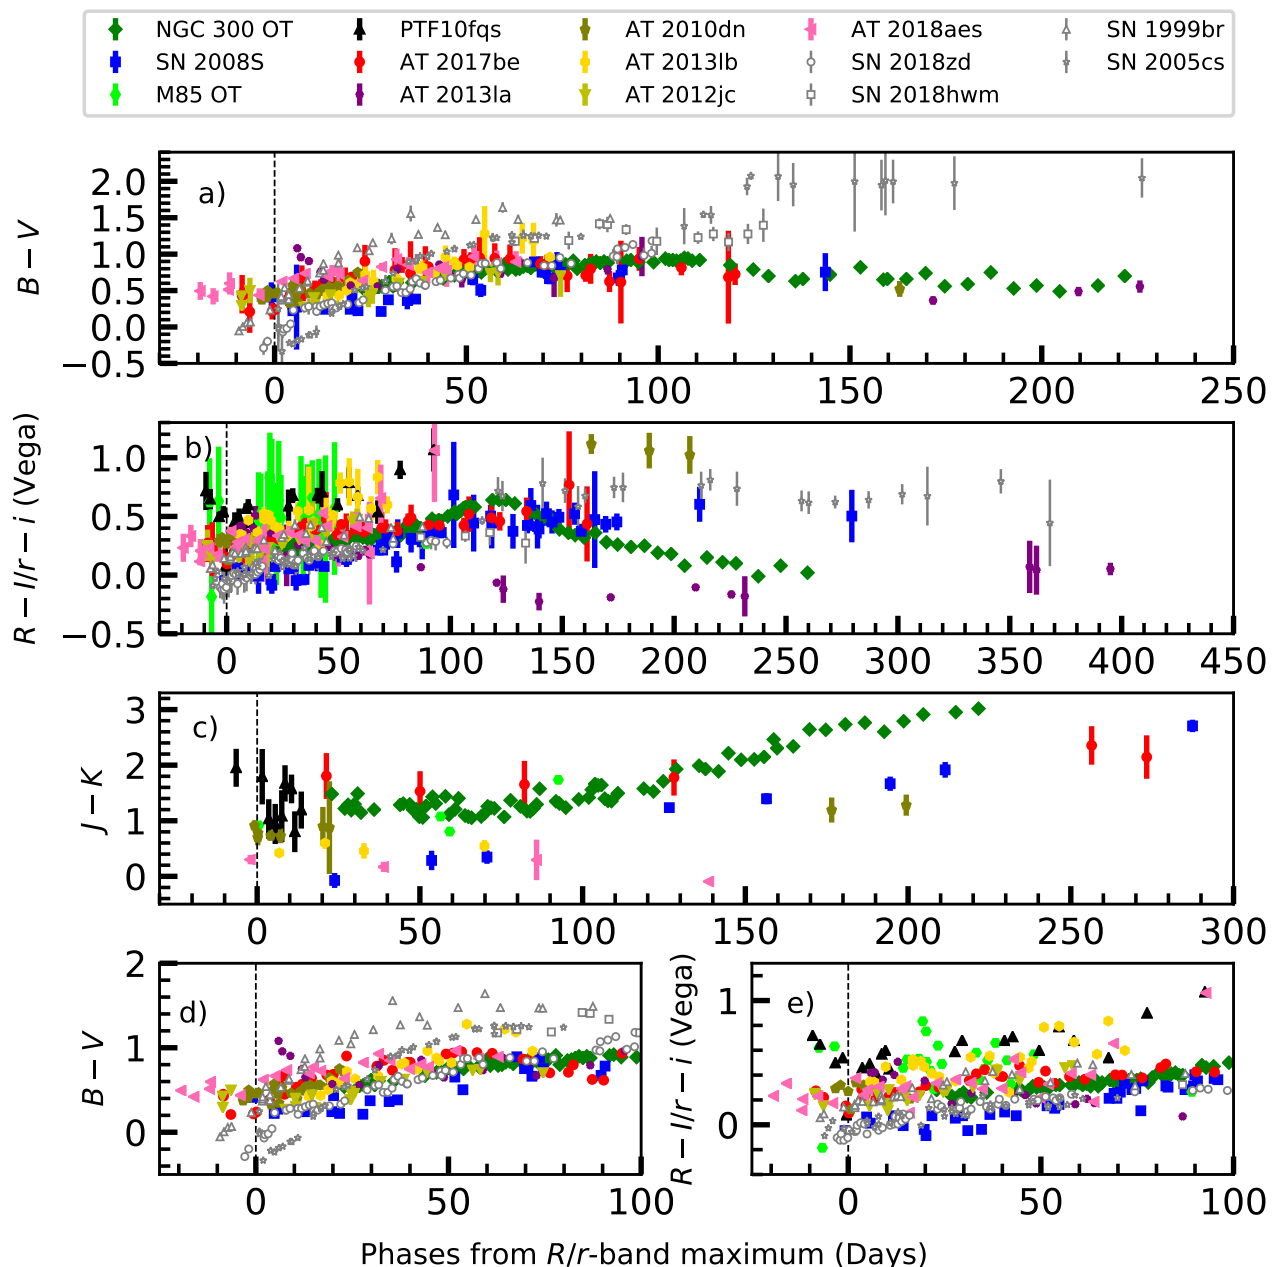 NGC 300 OT
SN 2008S
M85 OT
PTF10fqs
AT 2017be
AT 2013la
AT 2010dn
AT 2013lb
AT 2012jc
AT 2018aes
SN 2018zd
SN 2018hwm
SN 1999br
SN 2005cs
a)
B − V
2.0
1.5
1.0
0.5
0.0
−0.5
0 50 100 150 200 250
b)
R − I/r − i (Vega)
1.0
0.5
0.0
−0.5
0 50 100 150 200 250 300 350 400 450
c)
J − K
3
2
1
0
0 50 100 150 200 250 300
d)
B − V
2
1
0
0 50 100
e)
R − I/r − i (Vega)
1
0
0 50 100
Phases from R/r-band maximum (Days)